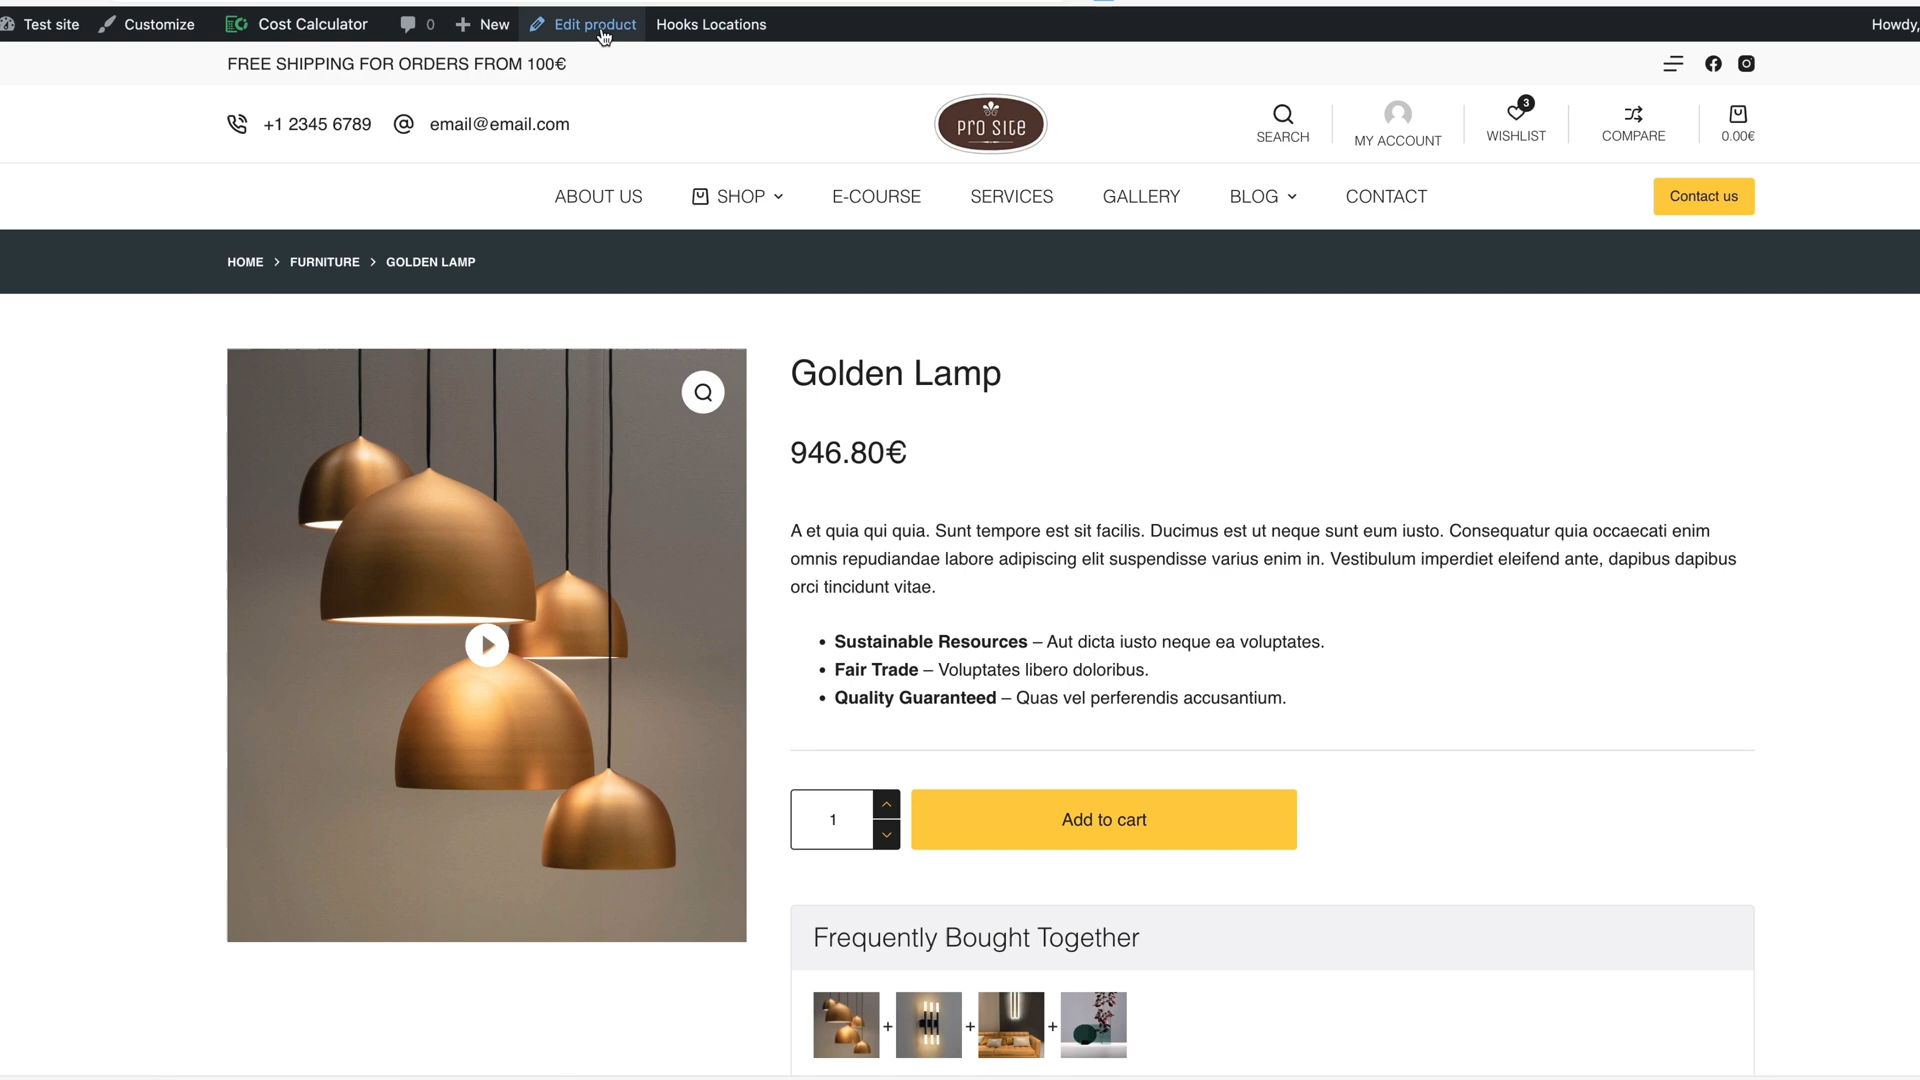 Test site Customize Cost Calculator 0 New Edit product Hooks Locations Howdy,
FREE SHIPPING FOR ORDERS FROM 100€
+1 2345 6789 email@email.com
PRO SITE
SEARCH MY ACCOUNT 3 WISHLIST COMPARE 0.00€
ABOUT US SHOP E-COURSE SERVICES GALLERY BLOG CONTACT Contact us
HOME > FURNITURE > GOLDEN LAMP
Golden Lamp
946.80€
A et quia qui quia. Sunt tempore est sit facilis. Ducimus est ut neque sunt eum iusto. Consequatur quia occaecati enim
omnis repudiandae labore adipiscing elit suspendisse varius enim in. Vestibulum imperdiet eleifend ante, dapibus dapibus
orci tincidunt vitae.
• Sustainable Resources – Aut dicta iusto neque ea voluptates.
• Fair Trade – Voluptates libero doloribus.
• Quality Guaranteed – Quas vel perferendis accusantium.
1 Add to cart
Frequently Bought Together
+ + +